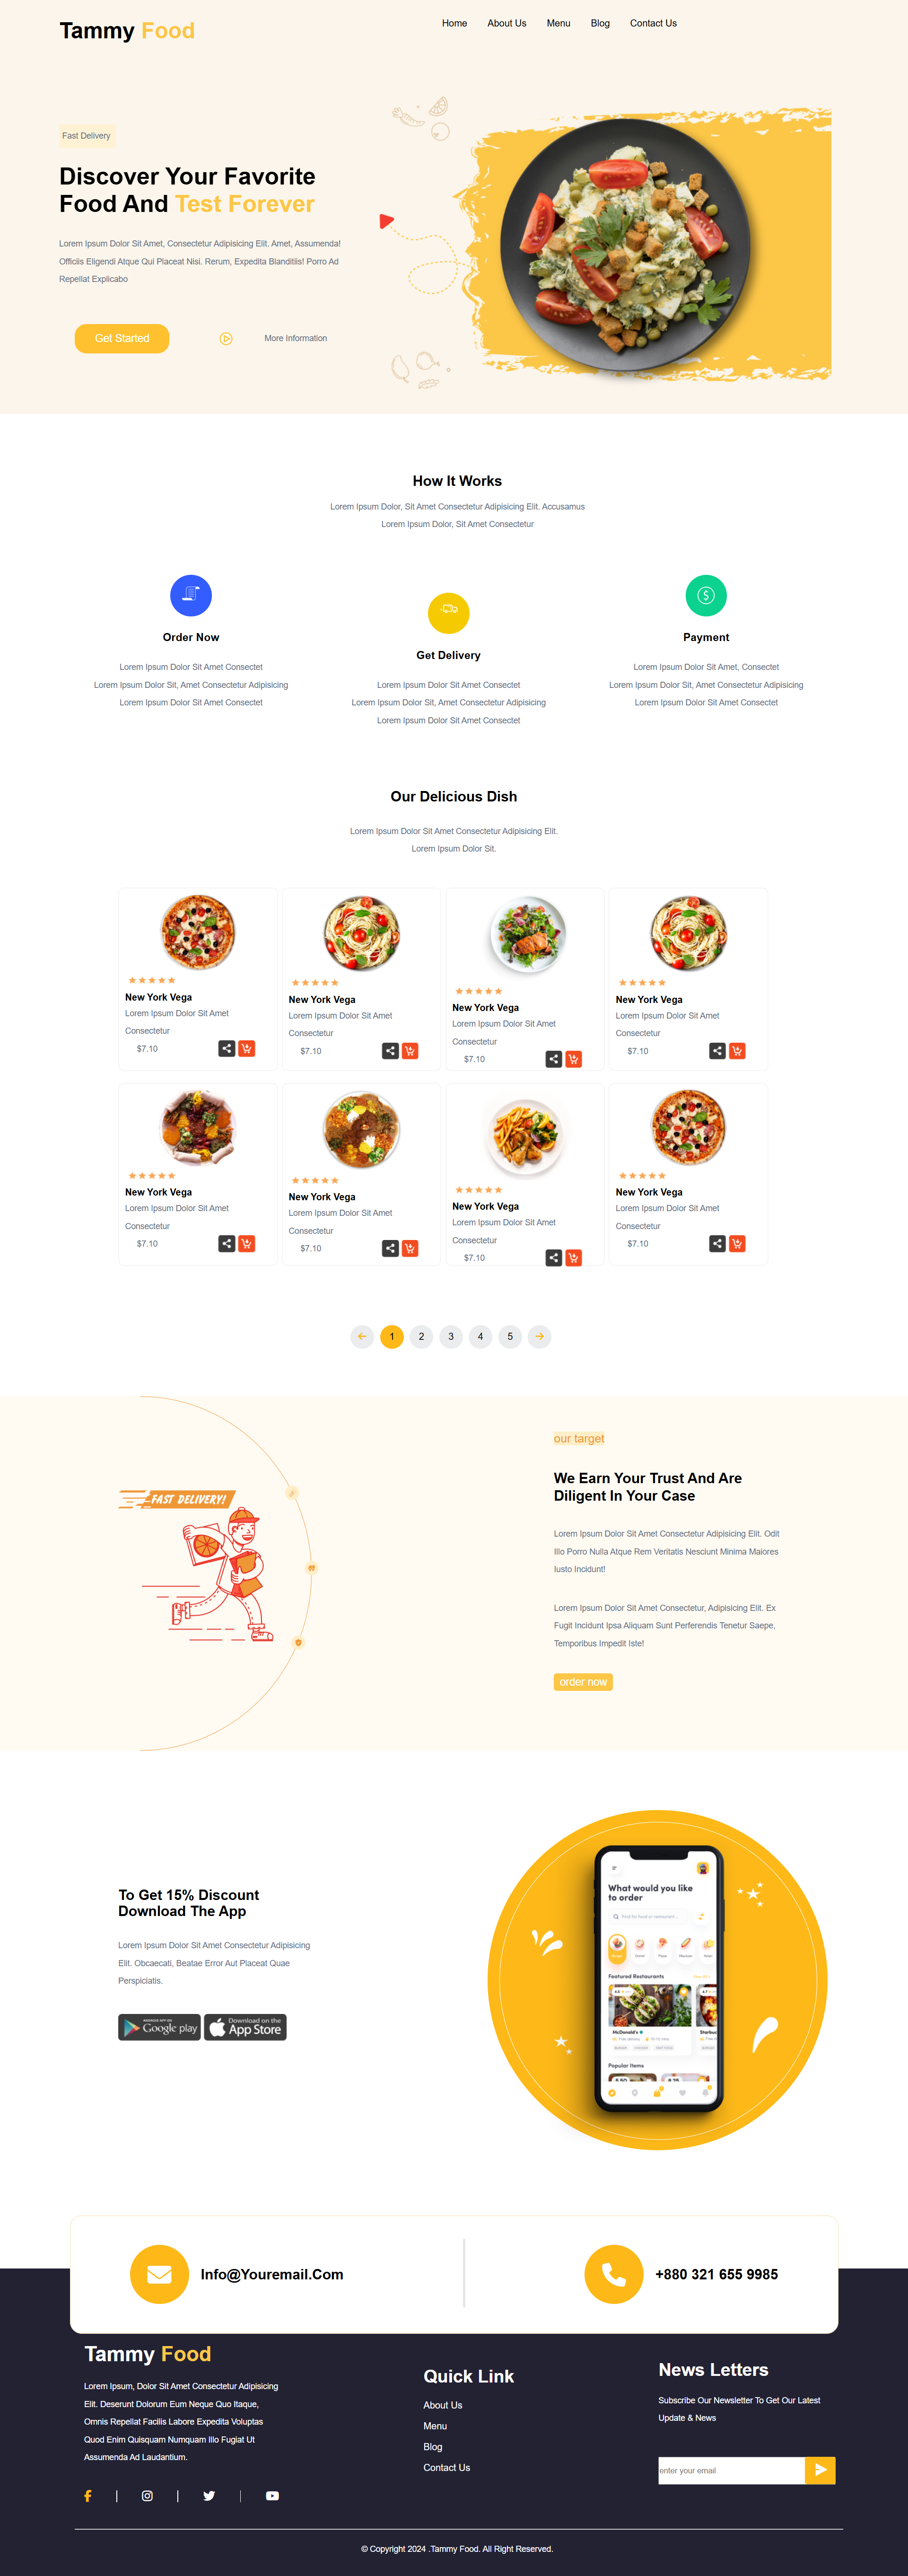 Tammy Food
Home About Us Menu Blog Contact Us
Fast Delivery
Discover Your Favorite
Food And Test Forever
Lorem Ipsum Dolor Sit Amet, Consectetur Adipisicing Elit. Amet, Assumenda!
Officiis Eligendi Atque Qui Placeat Nisi. Rerum, Expedita Blanditiis! Porro Ad
Repellat Explicabo
Get Started
More Information
How It Works
Lorem Ipsum Dolor, Sit Amet Consectetur Adipisicing Elit. Accusamus
Lorem Ipsum Dolor, Sit Amet Consectetur
Order Now
Lorem Ipsum Dolor Sit Amet Consectet
Lorem Ipsum Dolor Sit, Amet Consectetur Adipisicing
Lorem Ipsum Dolor Sit Amet Consectet
Get Delivery
Lorem Ipsum Dolor Sit Amet Consectet
Lorem Ipsum Dolor Sit, Amet Consectetur Adipisicing
Lorem Ipsum Dolor Sit Amet Consectet
Payment
Lorem Ipsum Dolor Sit Amet, Consectet
Lorem Ipsum Dolor Sit, Amet Consectetur Adipisicing
Lorem Ipsum Dolor Sit Amet Consectet
Our Delicious Dish
Lorem Ipsum Dolor Sit Amet Consectetur Adipisicing Elit.
Lorem Ipsum Dolor Sit.
New York Vega
Lorem Ipsum Dolor Sit Amet
Consectetur
$7.10
New York Vega
Lorem Ipsum Dolor Sit Amet
Consectetur
$7.10
New York Vega
Lorem Ipsum Dolor Sit Amet
Consectetur
$7.10
New York Vega
Lorem Ipsum Dolor Sit Amet
Consectetur
$7.10
New York Vega
Lorem Ipsum Dolor Sit Amet
Consectetur
$7.10
New York Vega
Lorem Ipsum Dolor Sit Amet
Consectetur
$7.10
New York Vega
Lorem Ipsum Dolor Sit Amet
Consectetur
$7.10
New York Vega
Lorem Ipsum Dolor Sit Amet
Consectetur
$7.10
1 2 3 4 5
FAST DELIVERY!
our target
We Earn Your Trust And Are
Diligent In Your Case
Lorem Ipsum Dolor Sit Amet Consectetur Adipisicing Elit. Odit
Illo Porro Nulla Atque Rem Veritatis Nesciunt Minima Maiores
Iusto Incidunt!
Lorem Ipsum Dolor Sit Amet Consectetur, Adipisicing Elit. Ex
Fugit Incidunt Ipsa Aliquam Sunt Perferendis Tenetur Saepe,
Temporibus Impedit Iste!
order now
To Get 15% Discount
Download The App
Lorem Ipsum Dolor Sit Amet Consectetur Adipisicing
Elit. Obcaecati, Beatae Error Aut Placeat Quae
Perspiciatis.
ANDROID APP ON
Google play
Download on the
App Store
What would you like
to order
Find for food or restaurant...
Featured Restaurants
McDonald's
Popular Items
Info@Youremail.Com
+880 321 655 9985
Tammy Food
Lorem Ipsum, Dolor Sit Amet Consectetur Adipisicing
Elit. Deserunt Dolorum Eum Neque Quo Itaque,
Omnis Repellat Facilis Labore Expedita Voluptas
Quod Enim Quisquam Numquam Illo Fugiat Ut
Assumenda Ad Laudantium.
Quick Link
About Us
Menu
Blog
Contact Us
News Letters
Subscribe Our Newsletter To Get Our Latest
Update & News
enter your email
© Copyright 2024 .Tammy Food. All Right Reserved.